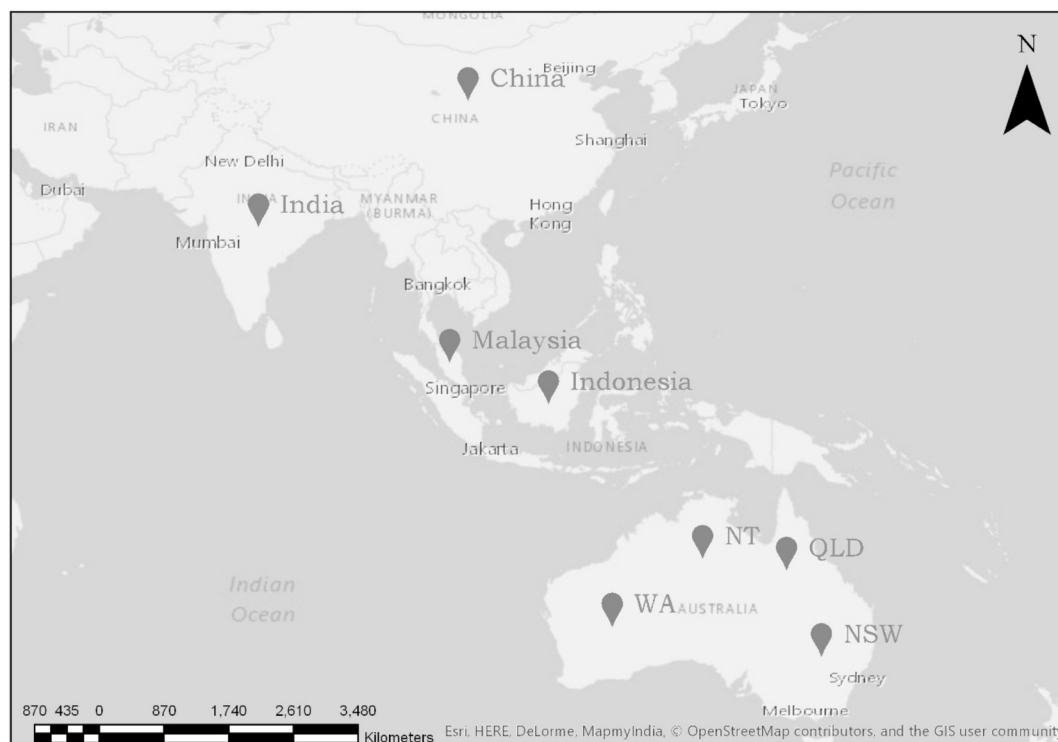 MONGOLIA
N
Beijing
China
JAPAN
Tokyo
CHINA
IRAN
Shanghai
New Delhi
Pacific
Ocean
Dubai
INDIA
India
MYANMAR
(BURMA)
Hong
Kong
Mumbai
Bangkok
Malaysia
Singapore
Indonesia
Jakarta
INDONESIA
NT
QLD
Indian
Ocean
WA
AUSTRALIA
NSW
Sydney
Melbourne
870 435 0 870 1,740 2,610 3,480
Kilometers
Esri, HERE, DeLorme, MapmyIndia, © OpenStreetMap contributors, and the GIS user communit